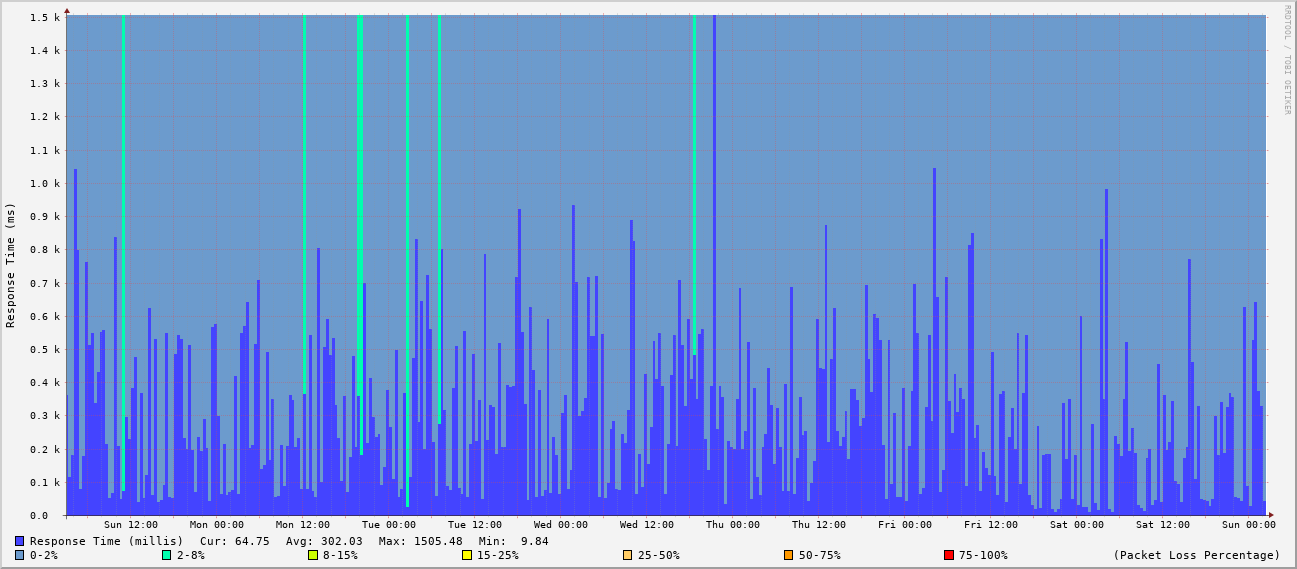 RRDTOOL / TOBI OETIKER
Response Time (ms)
1.5 k
1.4 k
1.3 k
1.2 k
1.1 k
1.0 k
0.9 k
0.8 k
0.7 k
0.6 k
0.5 k
0.4 k
0.3 k
0.2 k
0.1 k
0.0
Sun 12:00 Mon 00:00 Mon 12:00 Tue 00:00 Tue 12:00 Wed 00:00 Wed 12:00 Thu 00:00 Thu 12:00 Fri 00:00 Fri 12:00 Sat 00:00 Sat 12:00 Sun 00:00
Response Time (millis) Cur: 64.75 Avg: 302.03 Max: 1505.48 Min: 9.84
0-2% 2-8% 8-15% 15-25% 25-50% 50-75% 75-100% (Packet Loss Percentage)